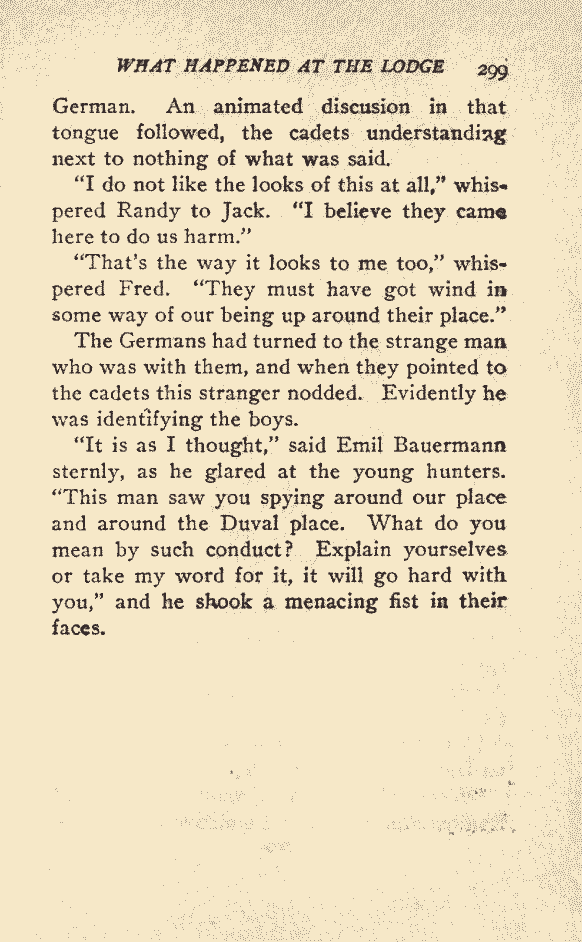 WHAT HAPPENED AT THE LODGE 299
German. An animated discusion in that
tongue followed, the cadets understanding
next to nothing of what was said.
"I do not like the looks of this at all," whis-
pered Randy to Jack. "I believe they came
here to do us harm."
"That's the way it looks to me too," whis-
pered Fred. "They must have got wind in
some way of our being up around their place."
The Germans had turned to the strange man
who was with them, and when they pointed to
the cadets this stranger nodded. Evidently he
was identifying the boys.
"It is as I thought," said Emil Bauermann
sternly, as he glared at the young hunters.
"This man saw you spying around our place
and around the Duval place. What do you
mean by such conduct? Explain yourselves
or take my word for it, it will go hard with
you," and he shook a menacing fist in their
faces.